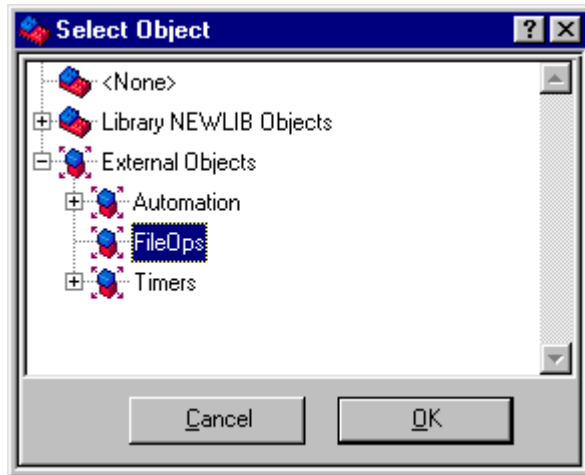 Select Object
<None>
Library NEWLIB Objects
External Objects
Automation
FileOps
Timers
Cancel OK